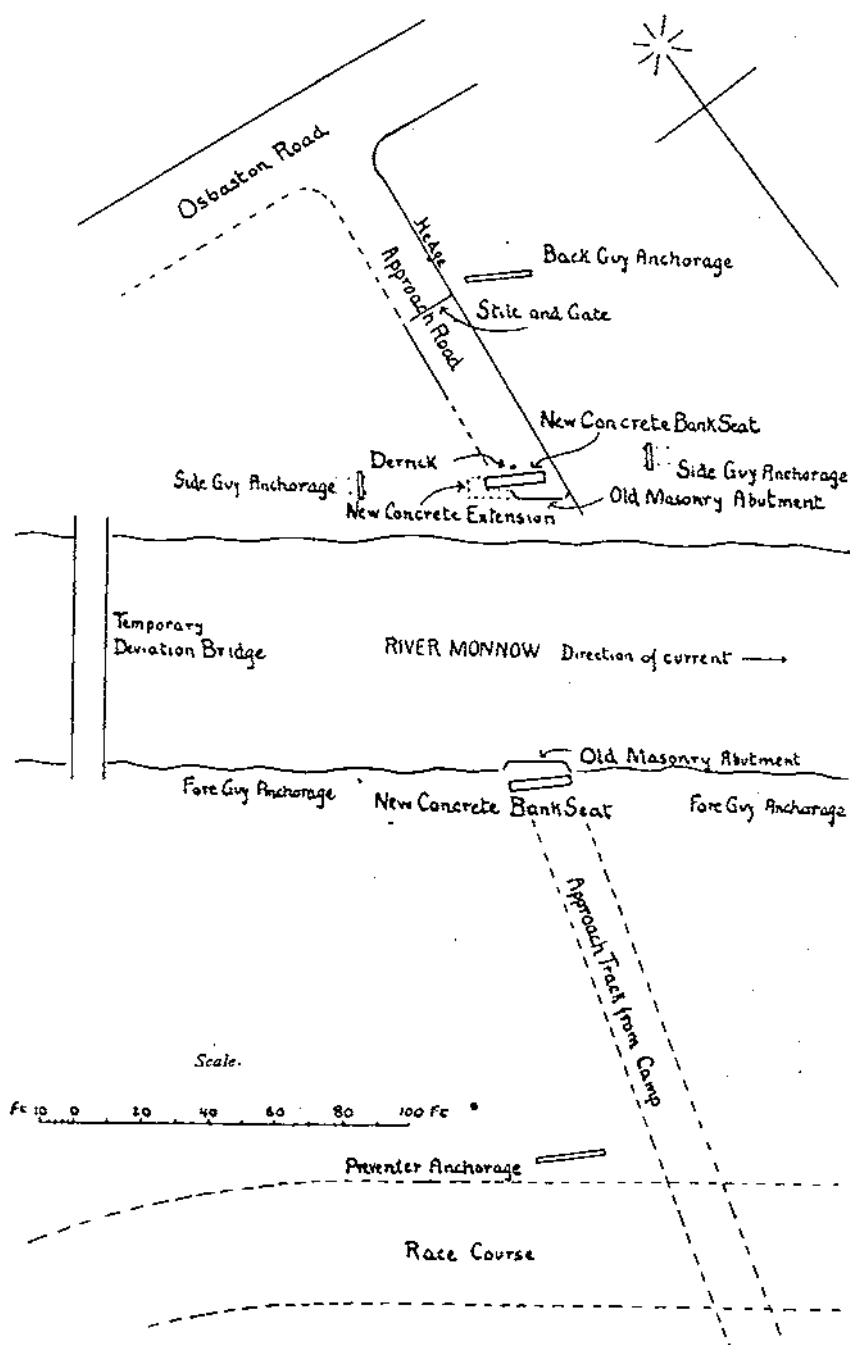 Osbaston Road
Hedge
Approach Road
Back Guy Anchorage
Stile and Gate
New Concrete Bank Seat
Derrick
Side Guy Anchorage
Side Guy Anchorage
New Concrete Extension
Old Masonry Abutment
Temporary
Deviation Bridge
RIVER MONNOW Direction of current
Old Masonry Abutment
Fore Guy Anchorage
New Concrete Bank Seat
Fore Guy Anchorage
Approach Track from Camp
Scale.
Ft 10 0 20 40 60 80 100 Ft
Preventer Anchorage
Race Course